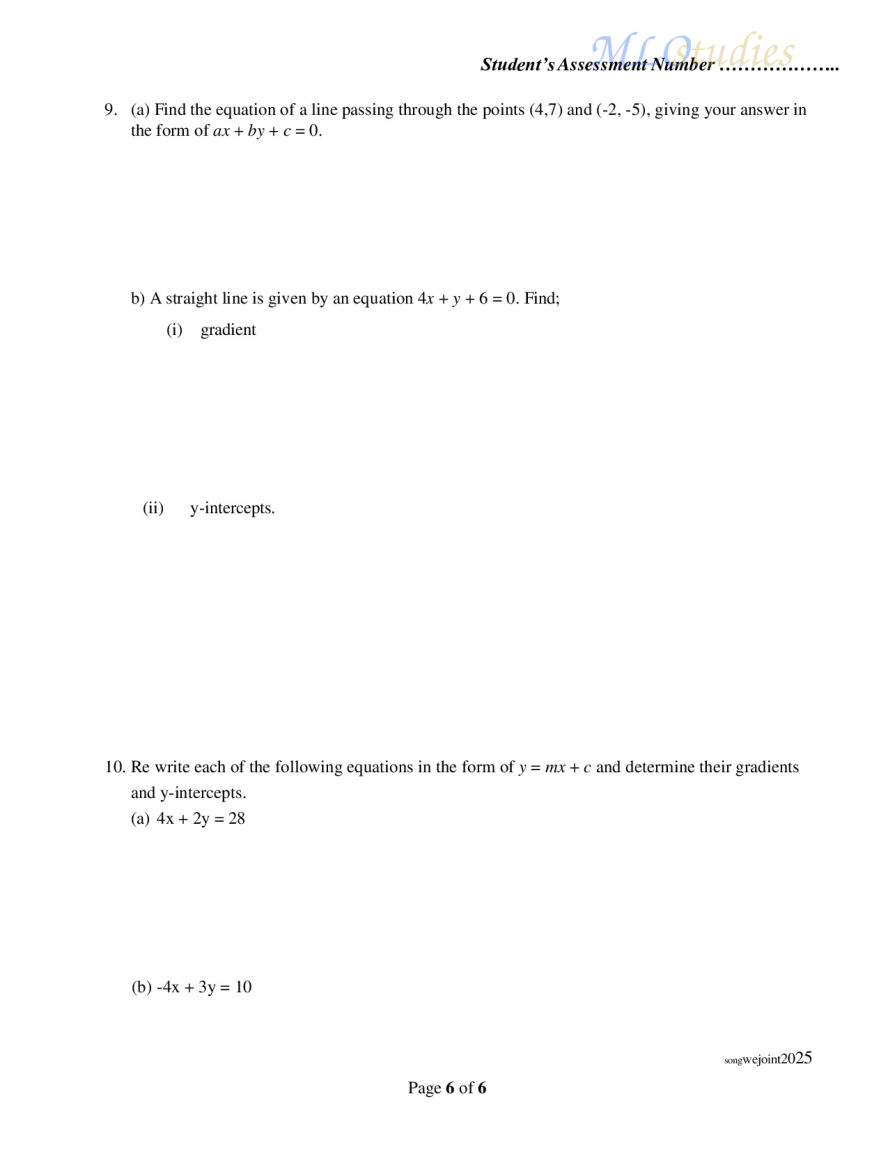 ML Studies
Student's Assessment Number ………………..
9. (a) Find the equation of a line passing through the points (4,7) and (-2, -5), giving your answer in
the form of ax + by + c = 0.
b) A straight line is given by an equation 4x + y + 6 = 0. Find;
(i) gradient
(ii) y-intercepts.
10. Re write each of the following equations in the form of y = mx + c and determine their gradients
and y-intercepts.
(a) 4x + 2y = 28
(b) -4x + 3y = 10
songwejoint2025
Page 6 of 6